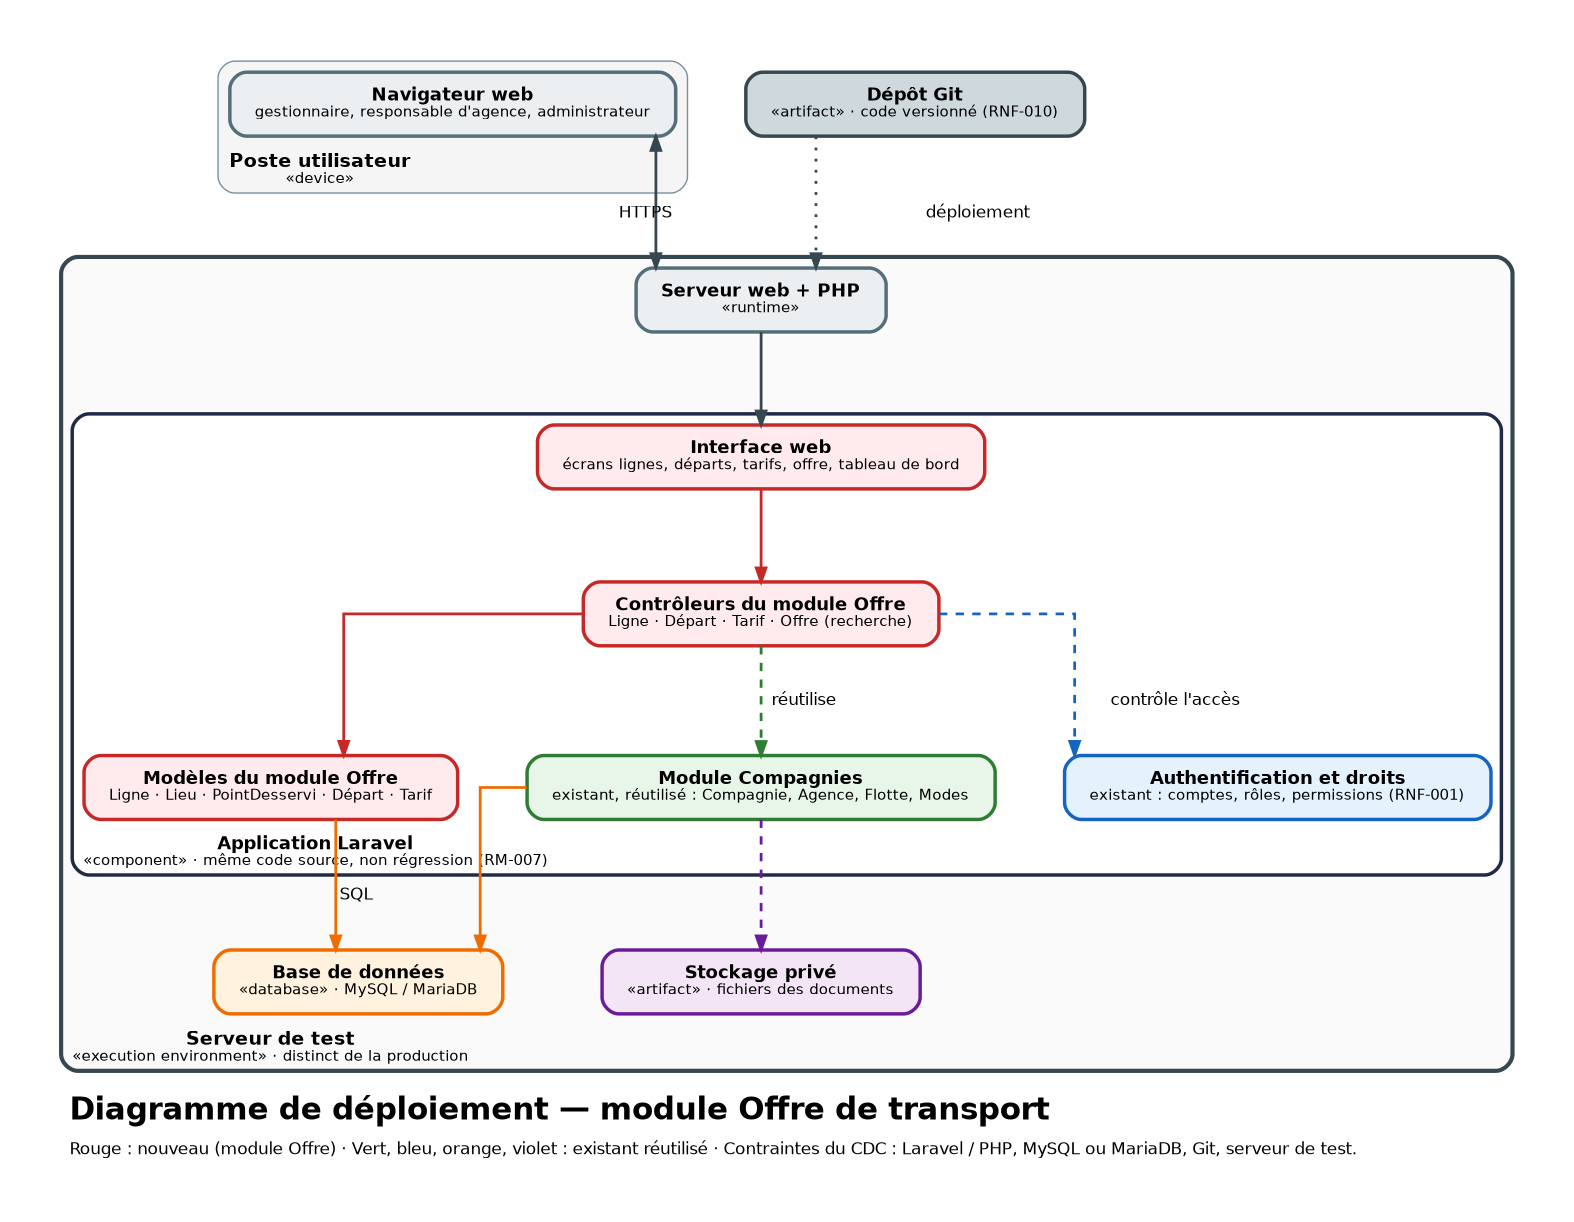 Navigateur web
gestionnaire, responsable d'agence, administrateur
Poste utilisateur
«device»
Dépôt Git
«artifact» · code versionné (RNF-010)
HTTPS
déploiement
Serveur web + PHP
«runtime»
Interface web
écrans lignes, départs, tarifs, offre, tableau de bord
Contrôleurs du module Offre
Ligne · Départ · Tarif · Offre (recherche)
réutilise
contrôle l'accès
Modèles du module Offre
Ligne · Lieu · PointDesservi · Départ · Tarif
Module Compagnies
existant, réutilisé : Compagnie, Agence, Flotte, Modes
Authentification et droits
existant : comptes, rôles, permissions (RNF-001)
Application Laravel
«component» · même code source, non régression (RM-007)
SQL
Base de données
«database» · MySQL / MariaDB
Stockage privé
«artifact» · fichiers des documents
Serveur de test
«execution environment» · distinct de la production
Diagramme de déploiement — module Offre de transport
Rouge : nouveau (module Offre) · Vert, bleu, orange, violet : existant réutilisé · Contraintes du CDC : Laravel / PHP, MySQL ou MariaDB, Git, serveur de test.